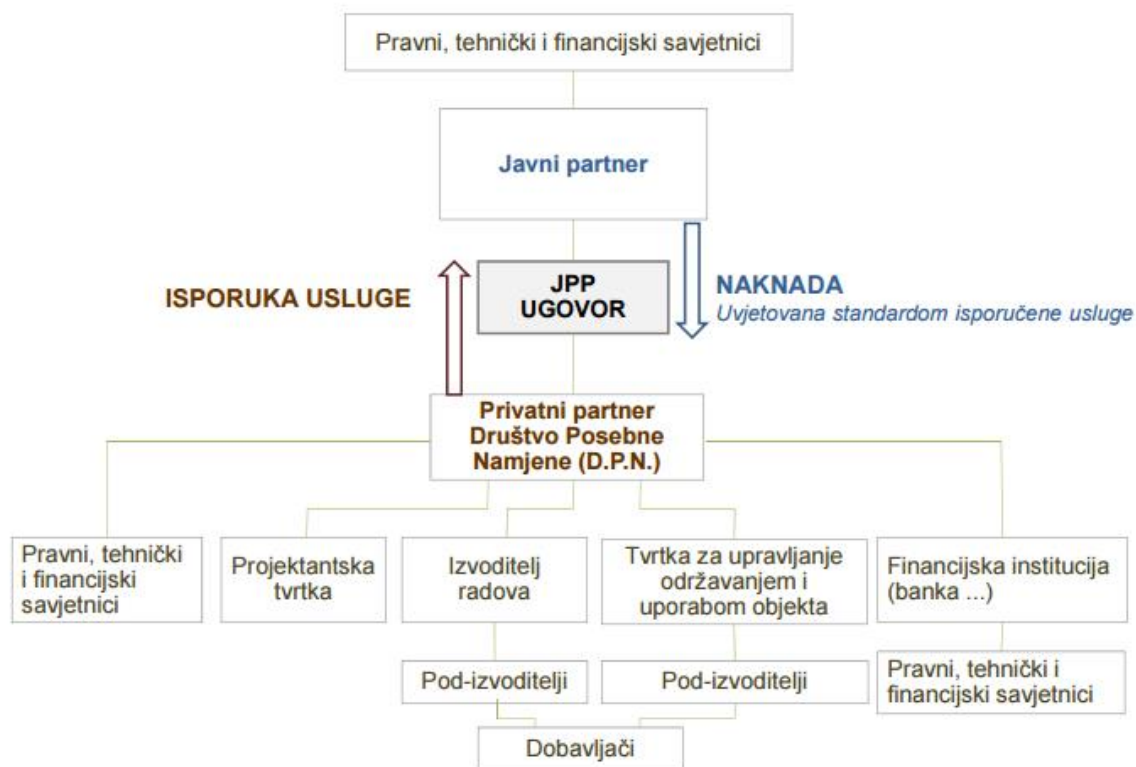 Pravni, tehnički i financijski savjetnici
Javni partner
ISPORUKA USLUGE
JPP
UGOVOR
NAKNADA
Uvjetovana standardom isporučene usluge
Privatni partner
Društvo Posebne
Namjene (D.P.N.)
Pravni, tehnički
i financijski
savjetnici
Projektantska
tvrtka
Izvoditelj
radova
Tvrtka za upravljanje
održavanjem i
uporabom objekta
Financijska institucija
(banka ...)
Pod-izvoditelji
Pod-izvoditelji
Pravni, tehnički i
financijski savjetnici
Dobavljači